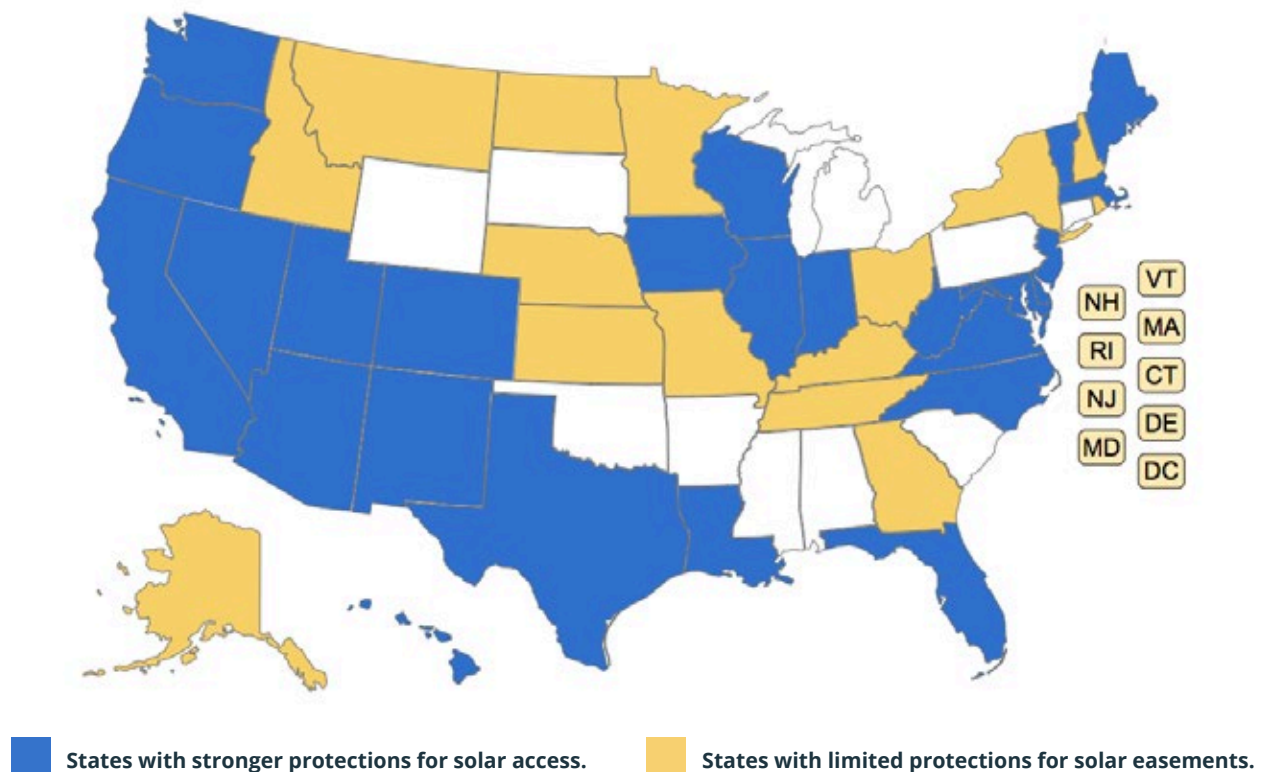 VT
NH
MA
RI
CT
NJ
DE
MD
DC
States with stronger protections for solar access.
States with limited protections for solar easements.